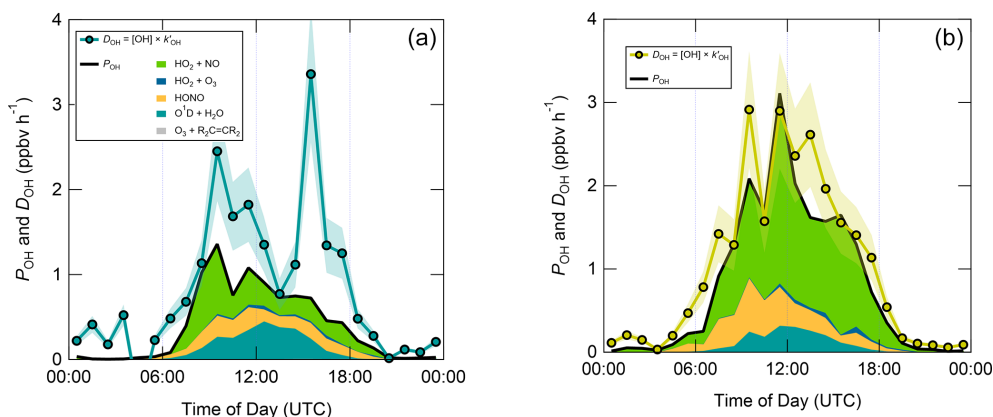 4
3
2
1
0
P_OH and D_OH (ppbv h⁻¹)
(a)
D_OH = [OH] × k'_OH
P_OH
HO₂ + NO
HO₂ + O₃
HONO
O¹D + H₂O
O₃ + R₂C=CR₂
00:00 06:00 12:00 18:00 00:00
Time of Day (UTC)
4
3
2
1
0
P_OH and D_OH (ppbv h⁻¹)
(b)
D_OH = [OH] × k'_OH
P_OH
00:00 06:00 12:00 18:00 00:00
Time of Day (UTC)